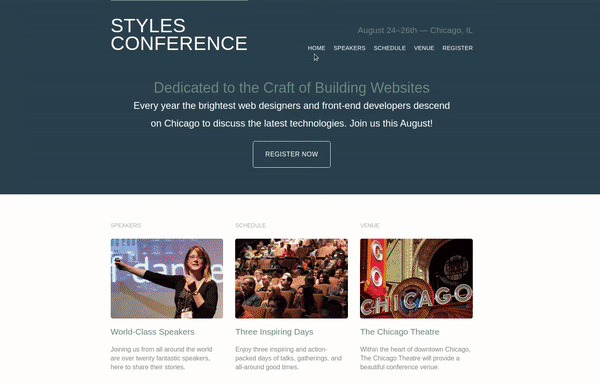 STYLES
CONFERENCE
August 24–26th — Chicago, IL
HOME SPEAKERS SCHEDULE VENUE REGISTER
Dedicated to the Craft of Building Websites
Every year the brightest web designers and front-end developers descend
on Chicago to discuss the latest technologies. Join us this August!
REGISTER NOW
SPEAKERS
World-Class Speakers
Joining us from all around the world
are over twenty fantastic speakers,
here to share their stories.
SCHEDULE
Three Inspiring Days
Enjoy three inspiring and action-
packed days of talks, gatherings, and
all-around good times.
VENUE
CHICAGO
The Chicago Theatre
Within the heart of downtown Chicago,
The Chicago Theatre will provide a
beautiful conference venue